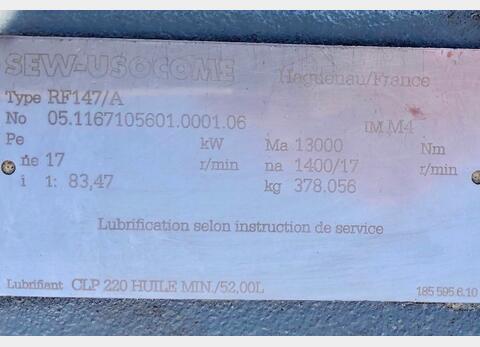 SEW-USOCOME Haguenau/France
Type RF147/A
No 05.1167105601.0001.06 IM M4
Pe kW Ma 13000 Nm
ne 17 r/min na 1400/17 r/min
i 1: 83,47 kg 378.056
Lubrification selon instruction de service
Lubrifiant CLP 220 HUILE MIN./52,00L 185 595.6.10